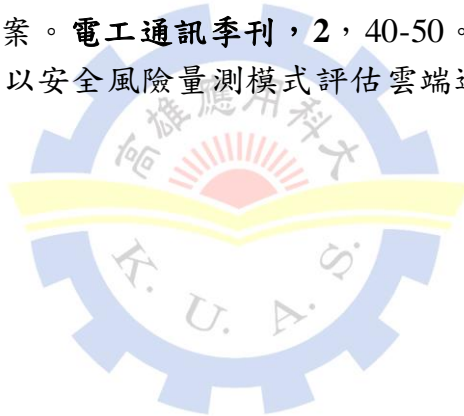 案。電工通訊季刊,2,40-50。
以安全風險量測模式評估雲端
高雄應用科大
K. U. A. S.